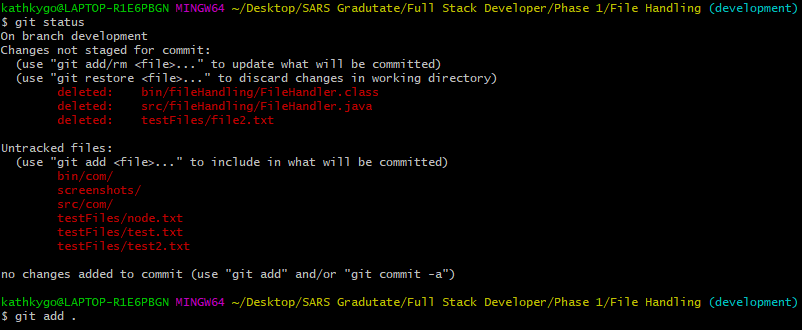 kathkygo@LAPTOP-R1E6PBGN MINGW64 ~/Desktop/SARS Gradutate/Full Stack Developer/Phase 1/File Handling (development)
$ git status
On branch development
Changes not staged for commit:
  (use "git add/rm <file>..." to update what will be committed)
  (use "git restore <file>..." to discard changes in working directory)
        deleted:    bin/fileHandling/FileHandler.class
        deleted:    src/fileHandling/FileHandler.java
        deleted:    testFiles/file2.txt
Untracked files:
  (use "git add <file>..." to include in what will be committed)
        bin/com/
        screenshots/
        src/com/
        testFiles/node.txt
        testFiles/test.txt
        testFiles/test2.txt
no changes added to commit (use "git add" and/or "git commit -a")
kathkygo@LAPTOP-R1E6PBGN MINGW64 ~/Desktop/SARS Gradutate/Full Stack Developer/Phase 1/File Handling (development)
$ git add .